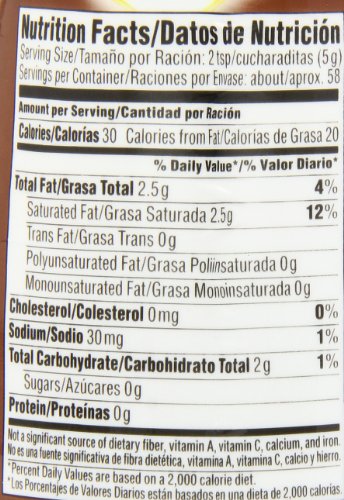 Nutrition Facts/Datos de Nutrición
Serving Size/Tamaño por Ración: 2 tsp/cucharaditas (5g)
Servings per Container/Raciones por Envase: about/aprox. 58
Amount per Serving/Cantidad por Ración
Calories/Calorías 30 Calories from Fat/Calorías de Grasa 20
% Daily Value*/% Valor Diario*
Total Fat/Grasa Total 2.5g 4%
Saturated Fat/Grasa Saturada 2.5g 12%
Trans Fat/Grasa Trans 0g
Polyunsaturated Fat/Grasa Poliinsaturada 0g
Monounsaturated Fat/Grasa Monoinsaturada 0g
Cholesterol/Colesterol 0mg 0%
Sodium/Sodio 30mg 1%
Total Carbohydrate/Carbohidrato Total 2g 1%
Sugars/Azúcares 0g
Protein/Proteínas 0g
Not a significant source of dietary fiber, vitamin A, vitamin C, calcium, and iron.
No es una fuente significativa de fibra dietética, vitamina A, vitamina C, calcio y hierro.
*Percent Daily Values are based on a 2,000 calorie diet.
*Los Porcentajes de Valores Diarios están basados en una dieta de 2,000 calorías.